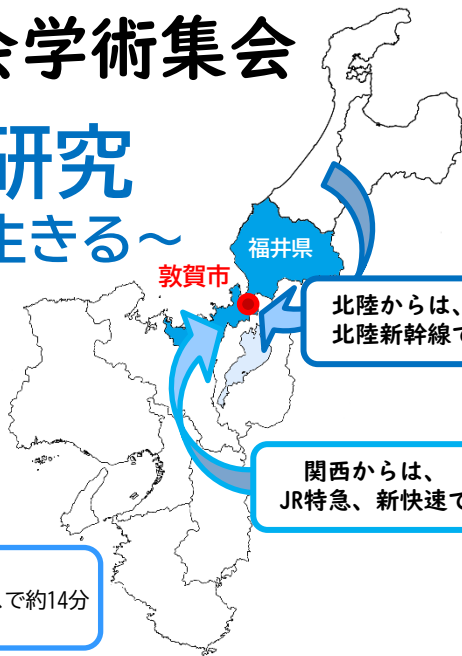 会学術集会
研究
生きる～
福井県
敦賀市
北陸からは、
北陸新幹線で
関西からは、
JR特急、新快速で
で約14分